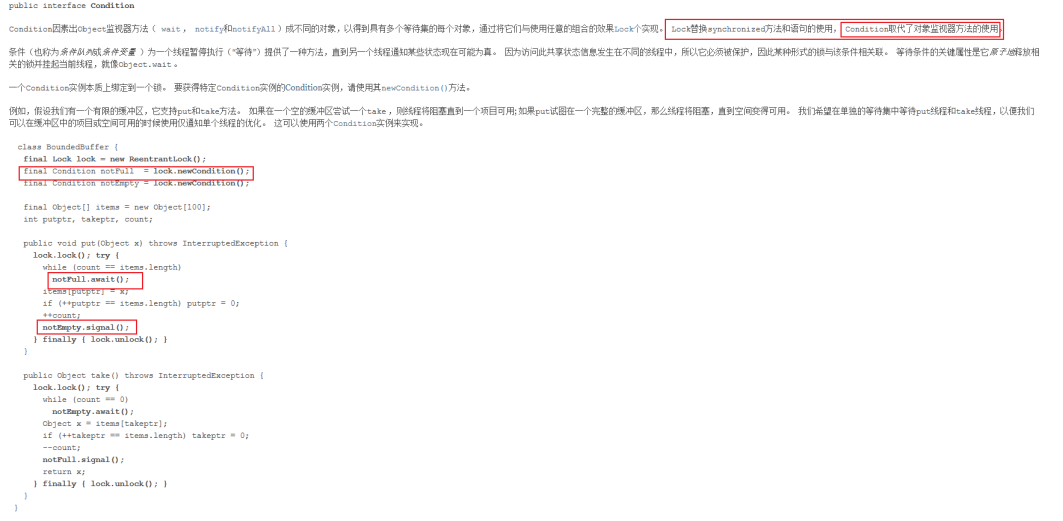 public interface Condition
Condition因素出Object监视器方法（ wait ， notify和notifyAll ）成不同的对象，以得到具有多个等待集的每个对象，通过将它们与使用任意的组合的效果Lock个实现。 Lock替换synchronized方法和语句的使用， Condition取代了对象监视器方法的使用。
条件（也称为条件队列或条件变量 ）为一个线程暂停执行（“等待”）提供了一种方法，直到另一个线程通知某些状态现在可能为真。 因为访问此共享状态信息发生在不同的线程中，所以它必须被保护，因此某种形式的锁与该条件相关联。 等待条件的关键属性是它原子地释放相
关的锁并挂起当前线程，就像Object.wait 。
一个Condition实例本质上绑定到一个锁。 要获得特定Condition实例的Condition实例，请使用其newCondition()方法。
例如，假设我们有一个有限的缓冲区，它支持put和take方法。 如果在一个空的缓冲区尝试一个take ，则线程将阻塞直到一个项目可用;如果put试图在一个完整的缓冲区，那么线程将阻塞，直到空间变得可用。 我们希望在单独的等待集中等待put线程和take线程，以便我们
可以在缓冲区中的项目或空间可用的时候使用仅通知单个线程的优化。 这可以使用两个Condition实例来实现。
class BoundedBuffer {
final Lock lock = new ReentrantLock();
final Condition notFull = lock.newCondition();
final Condition notEmpty = lock.newCondition();
final Object[] items = new Object[100];
int putptr, takeptr, count;
public void put(Object x) throws InterruptedException {
lock.lock(); try {
while (count == items.length)
notFull.await();
items[putptr] = x;
if (++putptr == items.length) putptr = 0;
++count;
notEmpty.signal();
} finally { lock.unlock(); }
}
public Object take() throws InterruptedException {
lock.lock(); try {
while (count == 0)
notEmpty.await();
Object x = items[takeptr];
if (++takeptr == items.length) takeptr = 0;
--count;
notFull.signal();
return x;
} finally { lock.unlock(); }
}
}